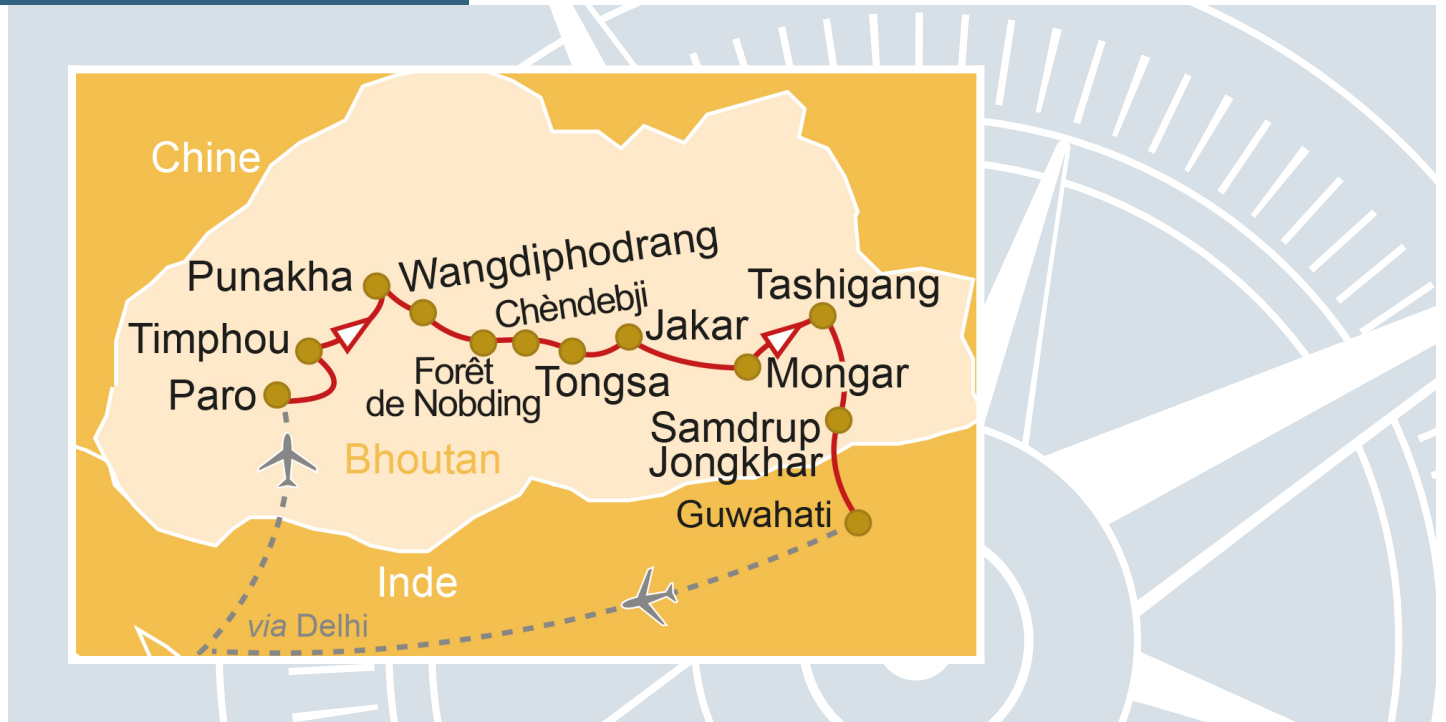 Chine
Punakha
Wangdiphodrang
Chèndebji
Tashigang
Timphou
Jakar
Paro
Forêt
de Nobding
Tongsa
Mongar
Samdrup
Jongkhar
Bhoutan
Guwahati
Inde
via Delhi